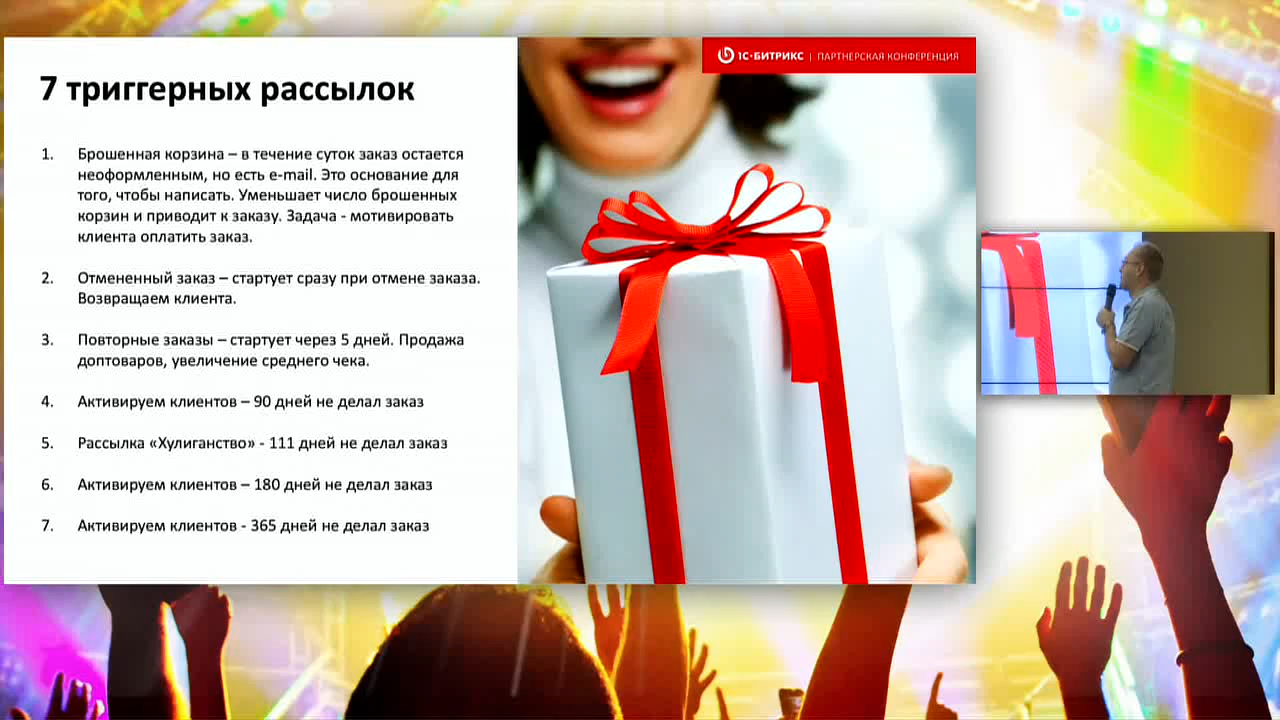 1С-БИТРИКС | ПАРТНЕРСКАЯ КОНФЕРЕНЦИЯ
7 триггерных рассылок
1. Брошенная корзина – в течение суток заказ остается
неоформленным, но есть e-mail. Это основание для
того, чтобы написать. Уменьшает число брошенных
корзин и приводит к заказу. Задача - мотивировать
клиента оплатить заказ.
2. Отмененный заказ – стартует сразу при отмене заказа.
Возвращаем клиента.
3. Повторные заказы – стартует через 5 дней. Продажа
доптоваров, увеличение среднего чека.
4. Активируем клиентов – 90 дней не делал заказ
5. Рассылка «Хулиганство» - 111 дней не делал заказ
6. Активируем клиентов – 180 дней не делал заказ
7. Активируем клиентов - 365 дней не делал заказ